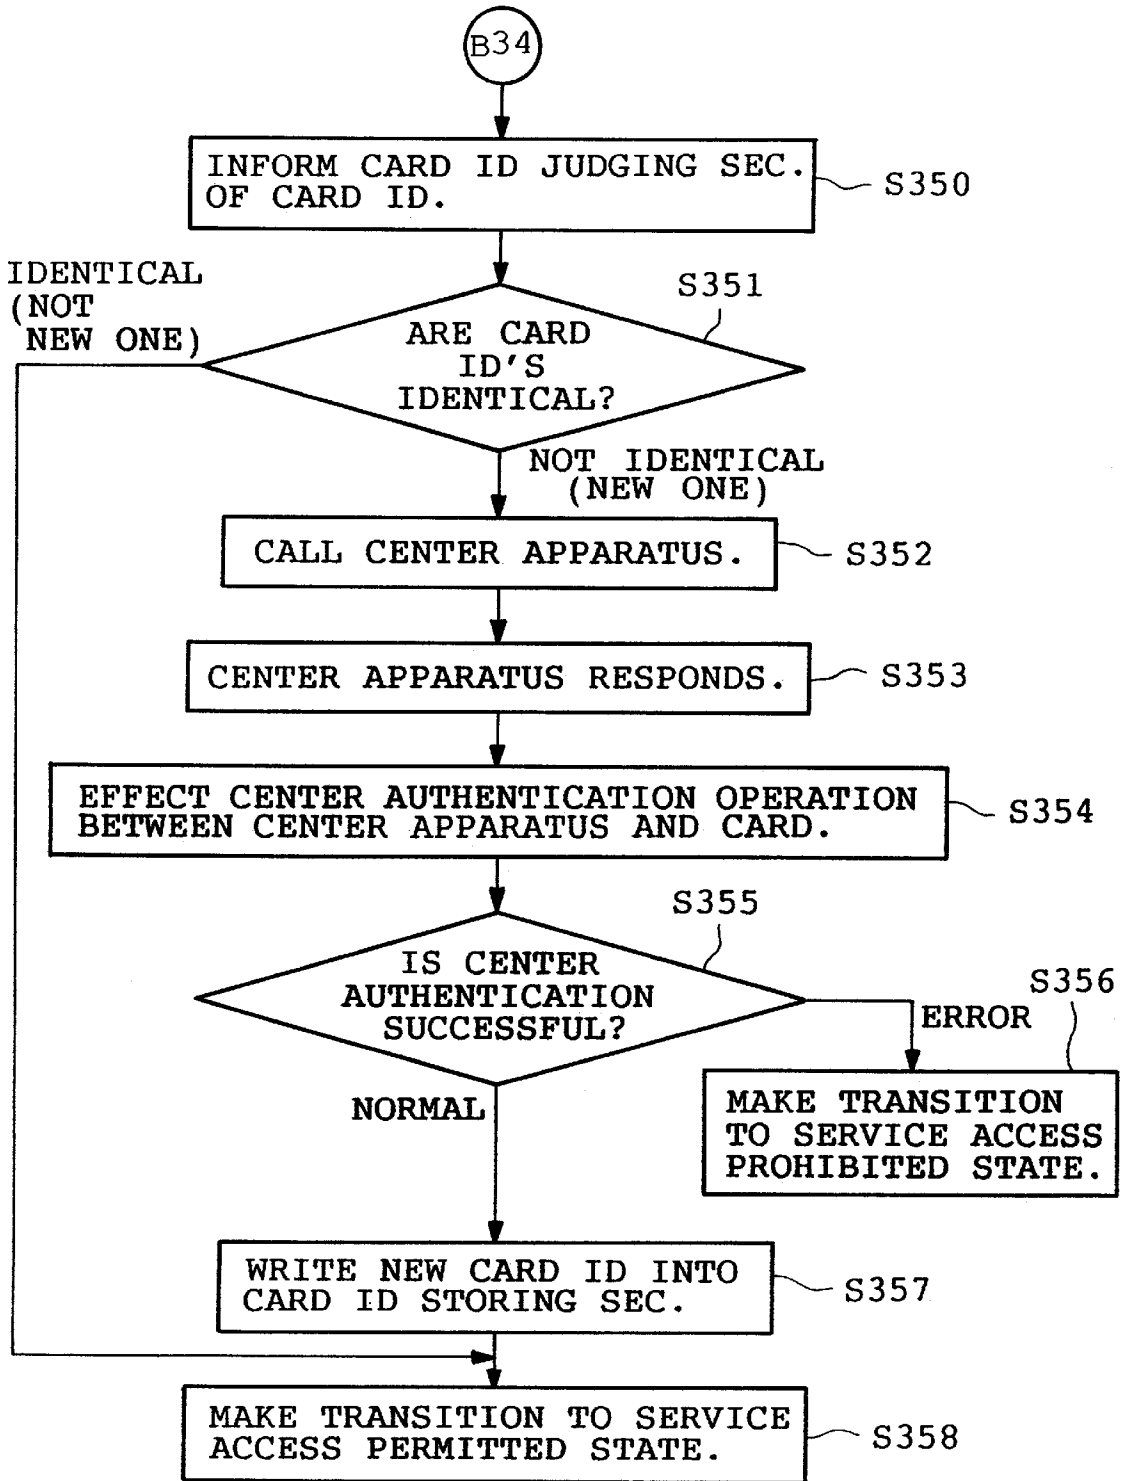 B34
INFORM CARD ID JUDGING SEC.
OF CARD ID.
S350
IDENTICAL
(NOT
NEW ONE)
S351
ARE CARD
ID'S
IDENTICAL?
NOT IDENTICAL
(NEW ONE)
CALL CENTER APPARATUS.
S352
CENTER APPARATUS RESPONDS.
S353
EFFECT CENTER AUTHENTICATION OPERATION
BETWEEN CENTER APPARATUS AND CARD.
S354
S355
IS CENTER
AUTHENTICATION
SUCCESSFUL?
S356
ERROR
NORMAL
MAKE TRANSITION
TO SERVICE ACCESS
PROHIBITED STATE.
WRITE NEW CARD ID INTO
CARD ID STORING SEC.
S357
MAKE TRANSITION TO SERVICE
ACCESS PERMITTED STATE.
S358